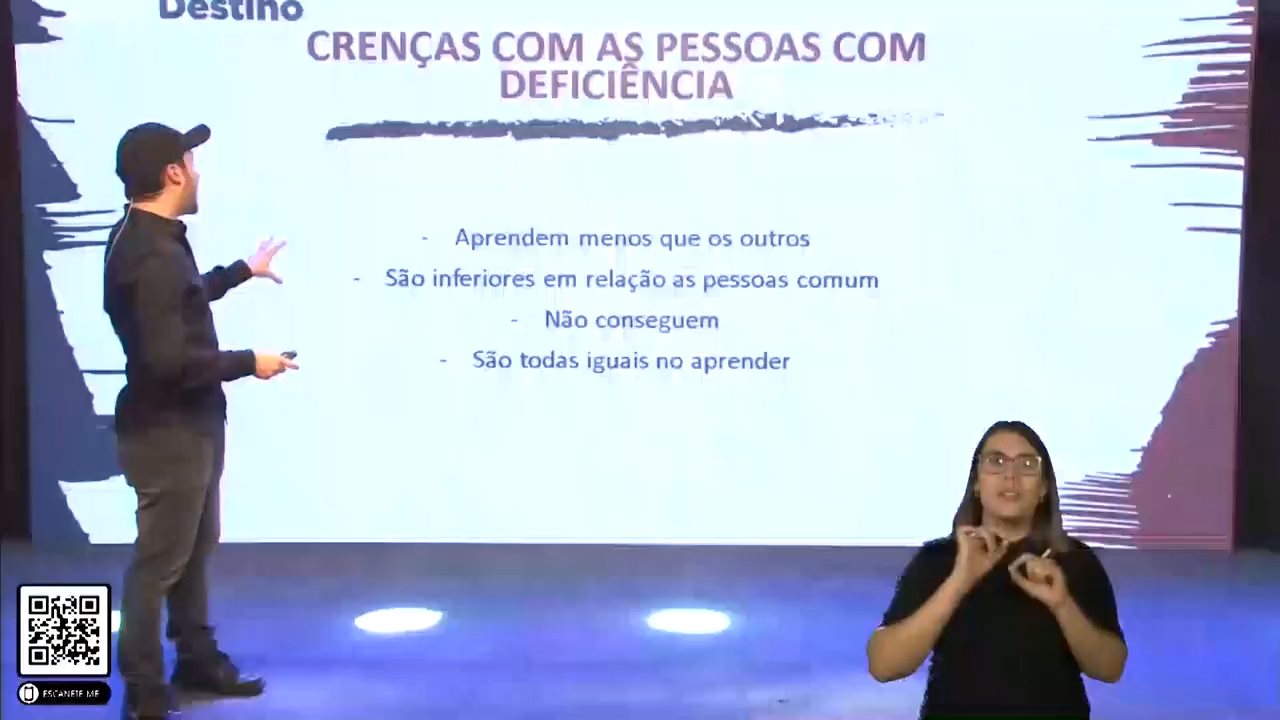 Destino
CRENÇAS COM AS PESSOAS COM
DEFICIÊNCIA
- Aprendem menos que os outros
- São inferiores em relação as pessoas comum
- Não conseguem
- São todas iguais no aprender
ESCANEIE ME